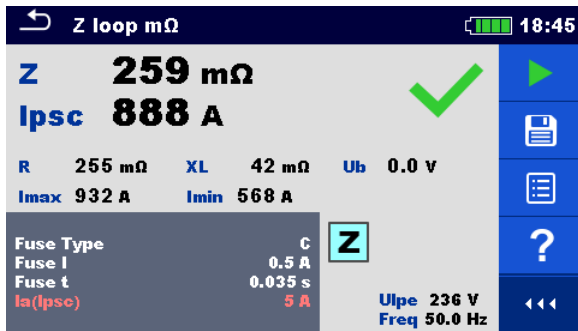 Z loop mΩ 18:45
Z 259 mΩ
Ipsc 888 A
R 255 mΩ XL 42 mΩ Ub 0.0 V
Imax 932 A Imin 568 A
Fuse Type C
Fuse I 0.5 A
Fuse t 0.035 s
Ia(Ipsc) 5 A
Z
Ulpe 236 V
Freq 50.0 Hz
?